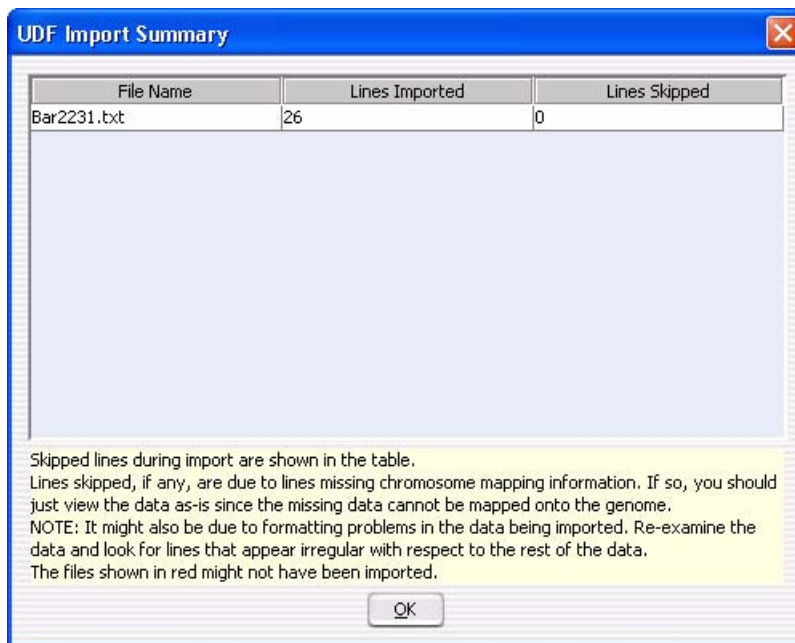 UDF Import Summary
File Name Lines Imported Lines Skipped
Bar2231.txt 26 0
Skipped lines during import are shown in the table.
Lines skipped, if any, are due to lines missing chromosome mapping information. If so, you should
just view the data as-is since the missing data cannot be mapped onto the genome.
NOTE: It might also be due to formatting problems in the data being imported. Re-examine the
data and look for lines that appear irregular with respect to the rest of the data.
The files shown in red might not have been imported.
OK